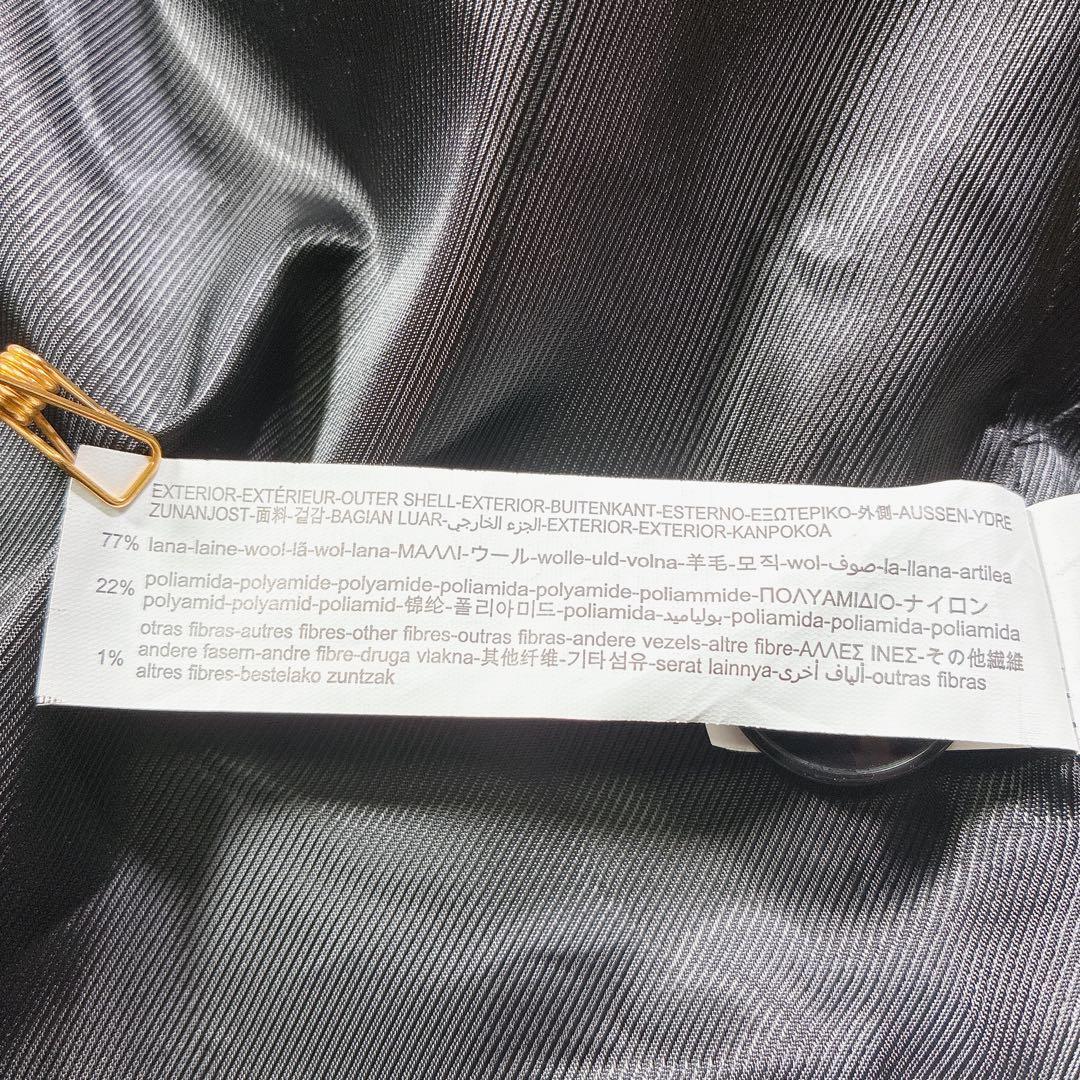 EXTERIOR-EXTÉRIEUR-OUTER SHELL-EXTERIOR-BUITENKANT-ESTERNO-ΕΞΩΤΕΡΙΚΟ-外側-AUSSEN-YDRE
ZUNANJOST-面料-겉감-BAGIAN LUAR-الجزء الخارجي-EXTERIOR-EXTERIOR-KANPOKOA
77% lana-laine-wool-lã-wol-lana-ΜΑΛΛΙ-ウール-wolle-uld-volna-羊毛-모직-wol-صوف-la-llana-artilea
22% poliamida-polyamide-polyamide-poliamida-polyamide-poliammide-ΠΟΛΥΑΜΙΔΙΟ-ナイロン
polyamid-polyamid-poliamid-锦纶-폴리아미드-poliamida-بولياميد-poliamida-poliamida-poliamida
otras fibras-autres fibres-other fibres-outras fibras-andere vezels-altre fibre-ΑΛΛΕΣ ΙΝΕΣ-その他繊維
1% andere fasern-andre fibre-druga vlakna-其他纤维-기타섬유-serat lainnya-ألياف أخرى-outras fibras
altres fibres-bestelako zuntzak